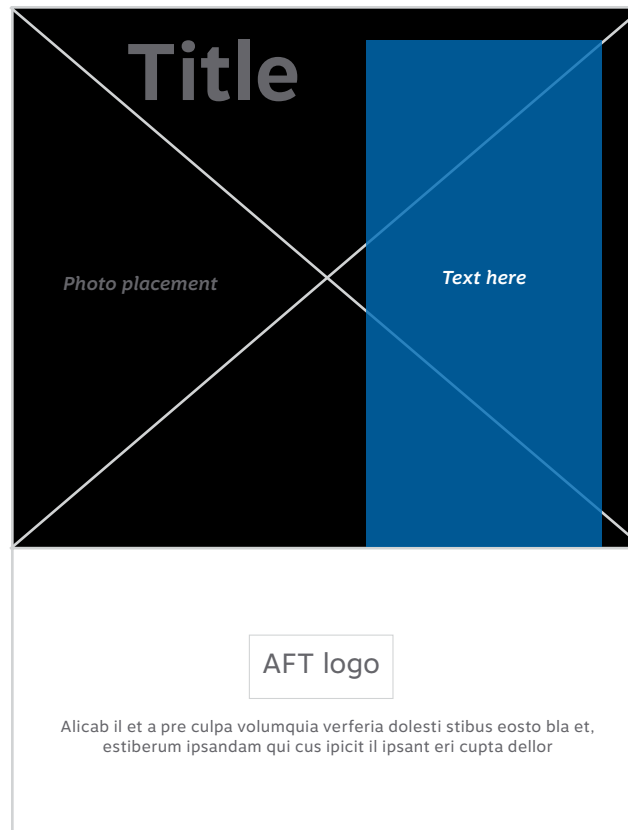 Title
Photo placement
Text here
AFT logo
Alicab il et a pre culpa volumquia verferia dolesti stibus eosto bla et,
estiberum ipsandam qui cus ipicit il ipsant eri cupta dellor